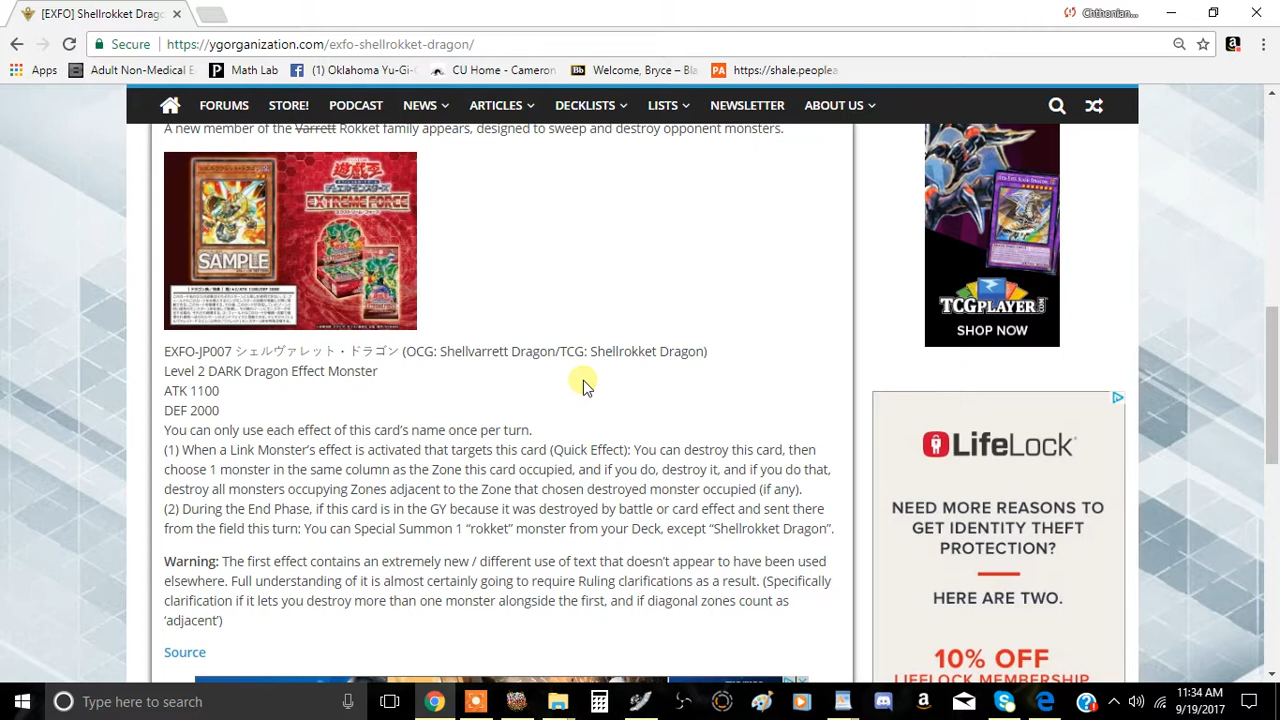 [EXFO] Shellrokket Drago
Chthonian...
Secure
https://ygorganization.com/exfo-shellrokket-dragon/
Apps
Adult Non-Medical E
Math Lab
(1) Oklahoma Yu-Gi-
CU Home - Cameron
Welcome, Bryce – Bla
https://shale.peoplea
FORUMS STORE! PODCAST NEWS ARTICLES DECKLISTS LISTS NEWSLETTER ABOUT US
A new member of the Varrett Rokket family appears, designed to sweep and destroy opponent monsters.
遊戯王
EXTREME FORCE
SAMPLE
EXFO-JP007 シェルヴァレット・ドラゴン (OCG: Shellvarrett Dragon/TCG: Shellrokket Dragon)
Level 2 DARK Dragon Effect Monster
ATK 1100
DEF 2000
You can only use each effect of this card's name once per turn.
(1) When a Link Monster's effect is activated that targets this card (Quick Effect): You can destroy this card, then
choose 1 monster in the same column as the Zone this card occupied, and if you do, destroy it, and if you do that,
destroy all monsters occupying Zones adjacent to the Zone that chosen destroyed monster occupied (if any).
(2) During the End Phase, if this card is in the GY because it was destroyed by battle or card effect and sent there
from the field this turn: You can Special Summon 1 "rokket" monster from your Deck, except "Shellrokket Dragon".
Warning: The first effect contains an extremely new / different use of text that doesn't appear to have been used
elsewhere. Full understanding of it is almost certainly going to require Ruling clarifications as a result. (Specifically
clarification if it lets you destroy more than one monster alongside the first, and if diagonal zones count as
'adjacent')
Source
TCGPLAYER.COM
SHOP NOW
LifeLock
NEED MORE REASONS TO
GET IDENTITY THEFT
PROTECTION?
HERE ARE TWO.
10% OFF
LIFELOCK MEMBERSHIP
Type here to search
11:34 AM
9/19/2017